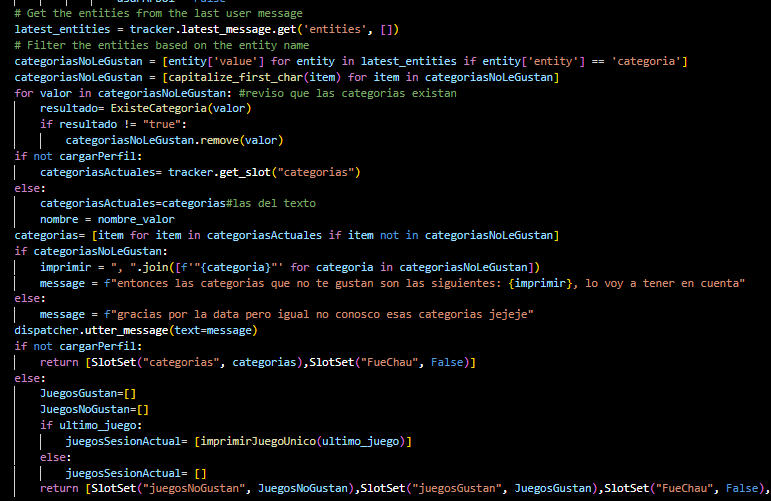 # Get the entities from the last user message
latest_entities = tracker.latest_message.get('entities', [])
# Filter the entities based on the entity name
categoriasNoLeGustan = [entity['value'] for entity in latest_entities if entity['entity'] == 'categoria']
categoriasNoLeGustan = [capitalize_first_char(item) for item in categoriasNoLeGustan]
for valor in categoriasNoLeGustan: #reviso que las categorias existan
    resultado= ExisteCategoria(valor)
    if resultado != "true":
        categoriasNoLeGustan.remove(valor)
if not cargarPerfil:
    categoriasActuales= tracker.get_slot("categorias")
else:
    categoriasActuales=categorias#las del texto
    nombre = nombre_valor
categorias= [item for item in categoriasActuales if item not in categoriasNoLeGustan]
if categoriasNoLeGustan:
    imprimir = ", ".join([f'"{categoria}"' for categoria in categoriasNoLeGustan])
    message = f"entonces las categorias que no te gustan son las siguientes: {imprimir}, lo voy a tener en cuenta"
else:
    message = f"gracias por la data pero igual no conosco esas categorias jejeje"
dispatcher.utter_message(text=message)
if not cargarPerfil:
    return [SlotSet("categorias", categorias),SlotSet("FueChau", False)]
else:
    JuegosGustan=[]
    JuegosNoGustan=[]
    if ultimo_juego:
        juegosSesionActual= [imprimirJuegoUnico(ultimo_juego)]
    else:
        juegosSesionActual= []
    return [SlotSet("juegosNoGustan", JuegosNoGustan),SlotSet("juegosGustan", JuegosGustan),SlotSet("FueChau", False),